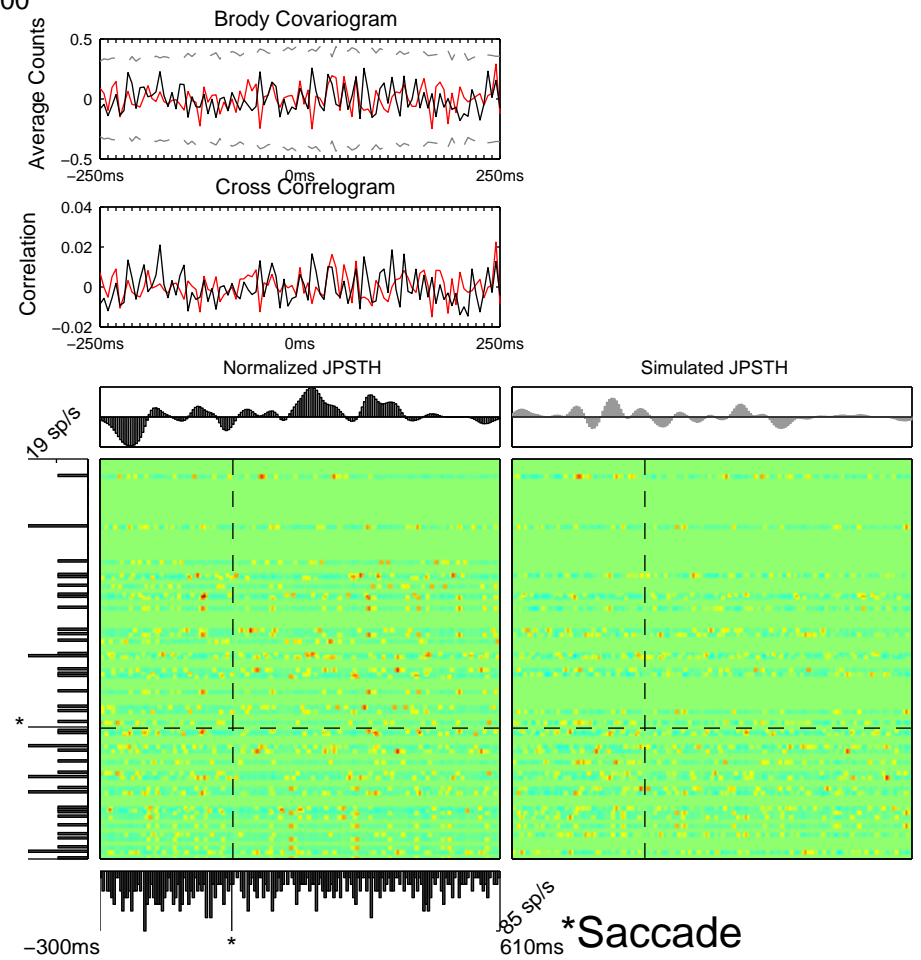 00
Brody Covariogram
Average Counts
0.5
0
−0.5
−250ms
0ms
250ms
Cross Correlogram
Correlation
0.04
0.02
0
−0.02
−250ms
0ms
250ms
Normalized JPSTH
Simulated JPSTH
19 sp/s
*
85 sp/s
−300ms
*
610ms
*Saccade